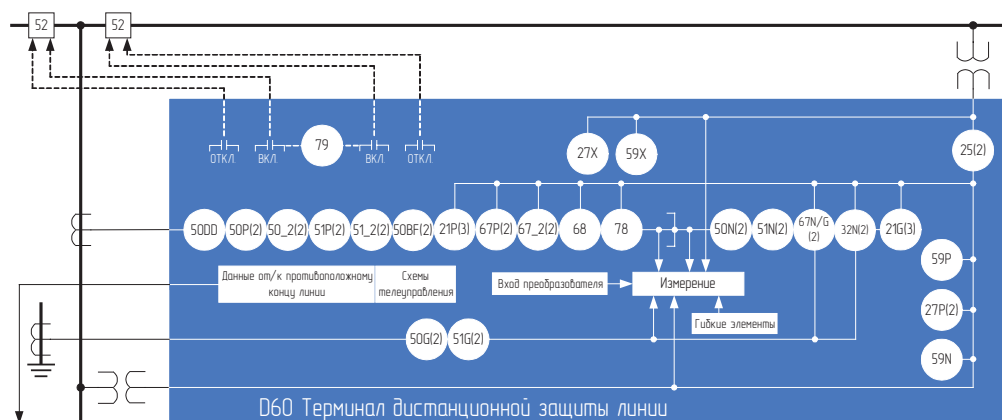 52 52
ОТКЛ. ВКЛ. 79 ВКЛ. ОТКЛ.
27X 59X 25(2)
50DD 50P(2) 50_2(2) 51P(2) 51_2(2) 50BF(2) 21P(3) 67P(2) 67_2(2) 68 78 50N(2) 51N(2) 67N/G (2) 32N(2) 21G(3)
59P
Данные от/к противоположному
концу линии
Схемы
телеуправления
Вход преобразователя
Измерение
27P(2)
Гибкие элементы
50G(2) 51G(2)
59N
D60 Терминал дистанционной защиты линии